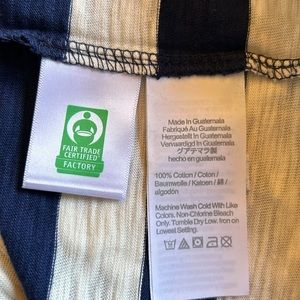 FAIR TRADE
CERTIFIED
FACTORY
Made In Guatemala
Fabriqué Au Guatemala
Hergestellt In Guatemala
Vervaardigd In Guatemala
グアテマラ製
hecho en guatemala
100% Cotton / Coton /
Baumwolle / Katoen / 綿 /
algodón
Machine Wash Cold With Like
Colors. Non-Chlorine Bleach
Only. Tumble Dry Low. Iron on
Lowest Setting.